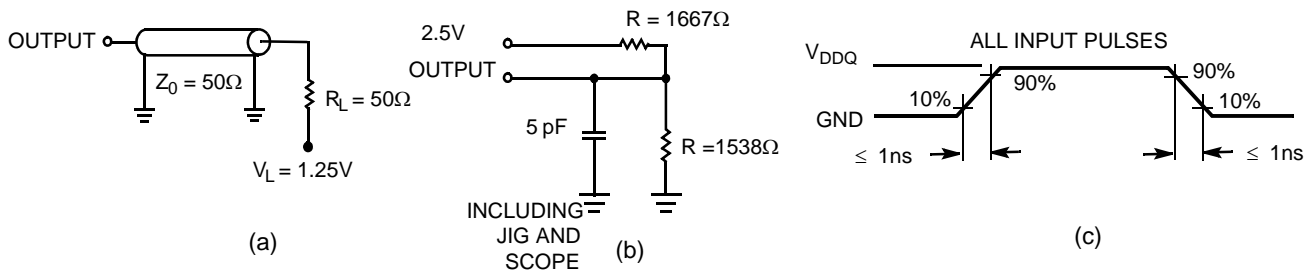 OUTPUT
Z0 = 50Ω
RL = 50Ω
VL = 1.25V
(a)
R = 1667Ω
2.5V
OUTPUT
5 pF
R =1538Ω
INCLUDING
JIG AND
SCOPE
(b)
ALL INPUT PULSES
VDDQ
GND
10%
90%
90%
10%
≤ 1ns
≤ 1ns
(c)